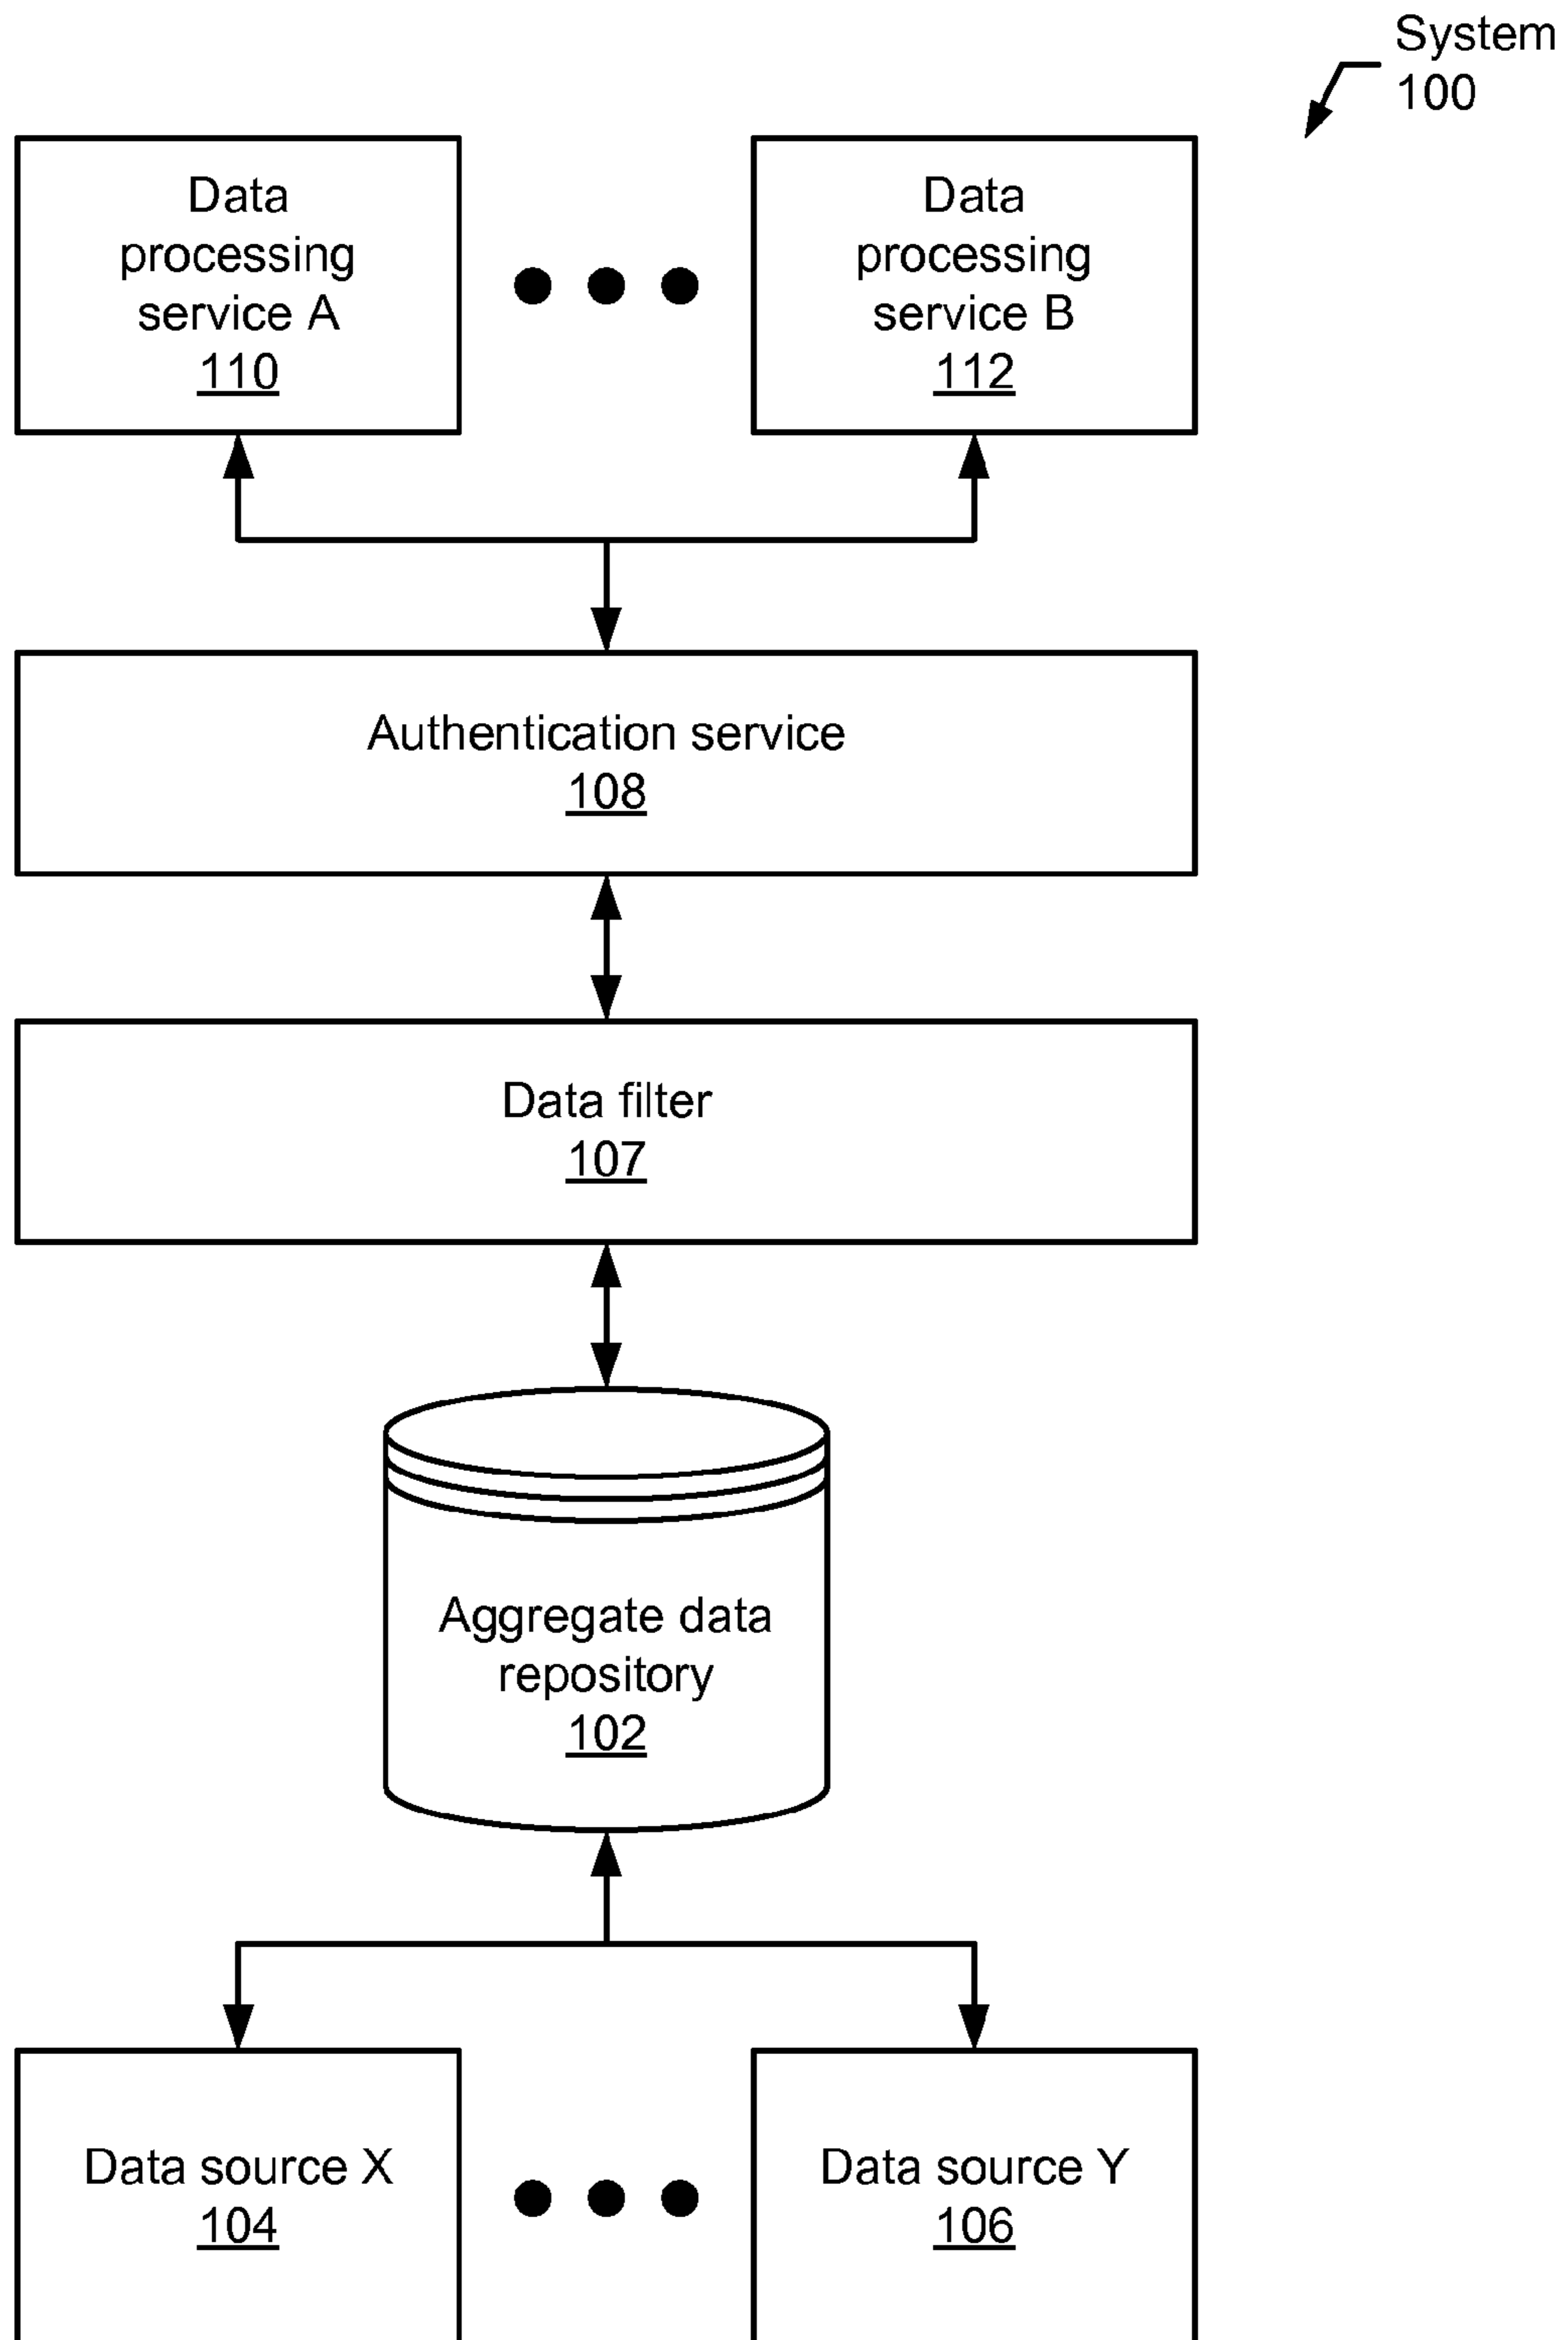 System
100
Data
processing
service A
110
Data
processing
service B
112
Authentication service
108
Data filter
107
Aggregate data
repository
102
Data source X
104
Data source Y
106